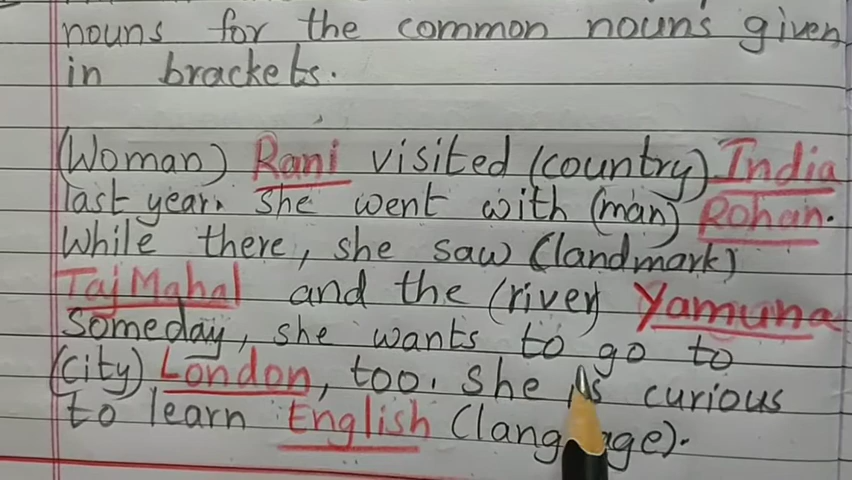 nouns for the common nouns given
in brackets.
(Woman) Rani visited (country) India
last year. She went with (man) Rohan.
While there, she saw (landmark)
Taj Mahal and the (river) Yamuna
Someday, she wants to go to
(city) London, too. She is curious
to learn English (language).